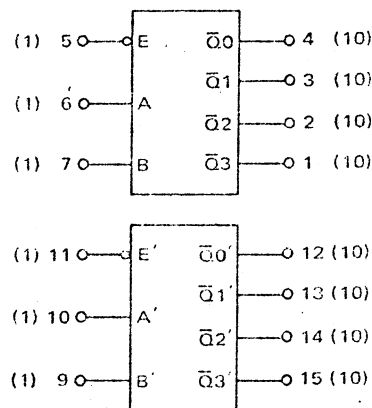 (1) 5 E Q̅0 4 (10)
Q̅1 3 (10)
(1) 6 A
Q̅2 2 (10)
(1) 7 B Q̅3 1 (10)
(1) 11 E' Q̅0' 12 (10)
Q̅1' 13 (10)
(1) 10 A'
Q̅2' 14 (10)
(1) 9 B' Q̅3' 15 (10)